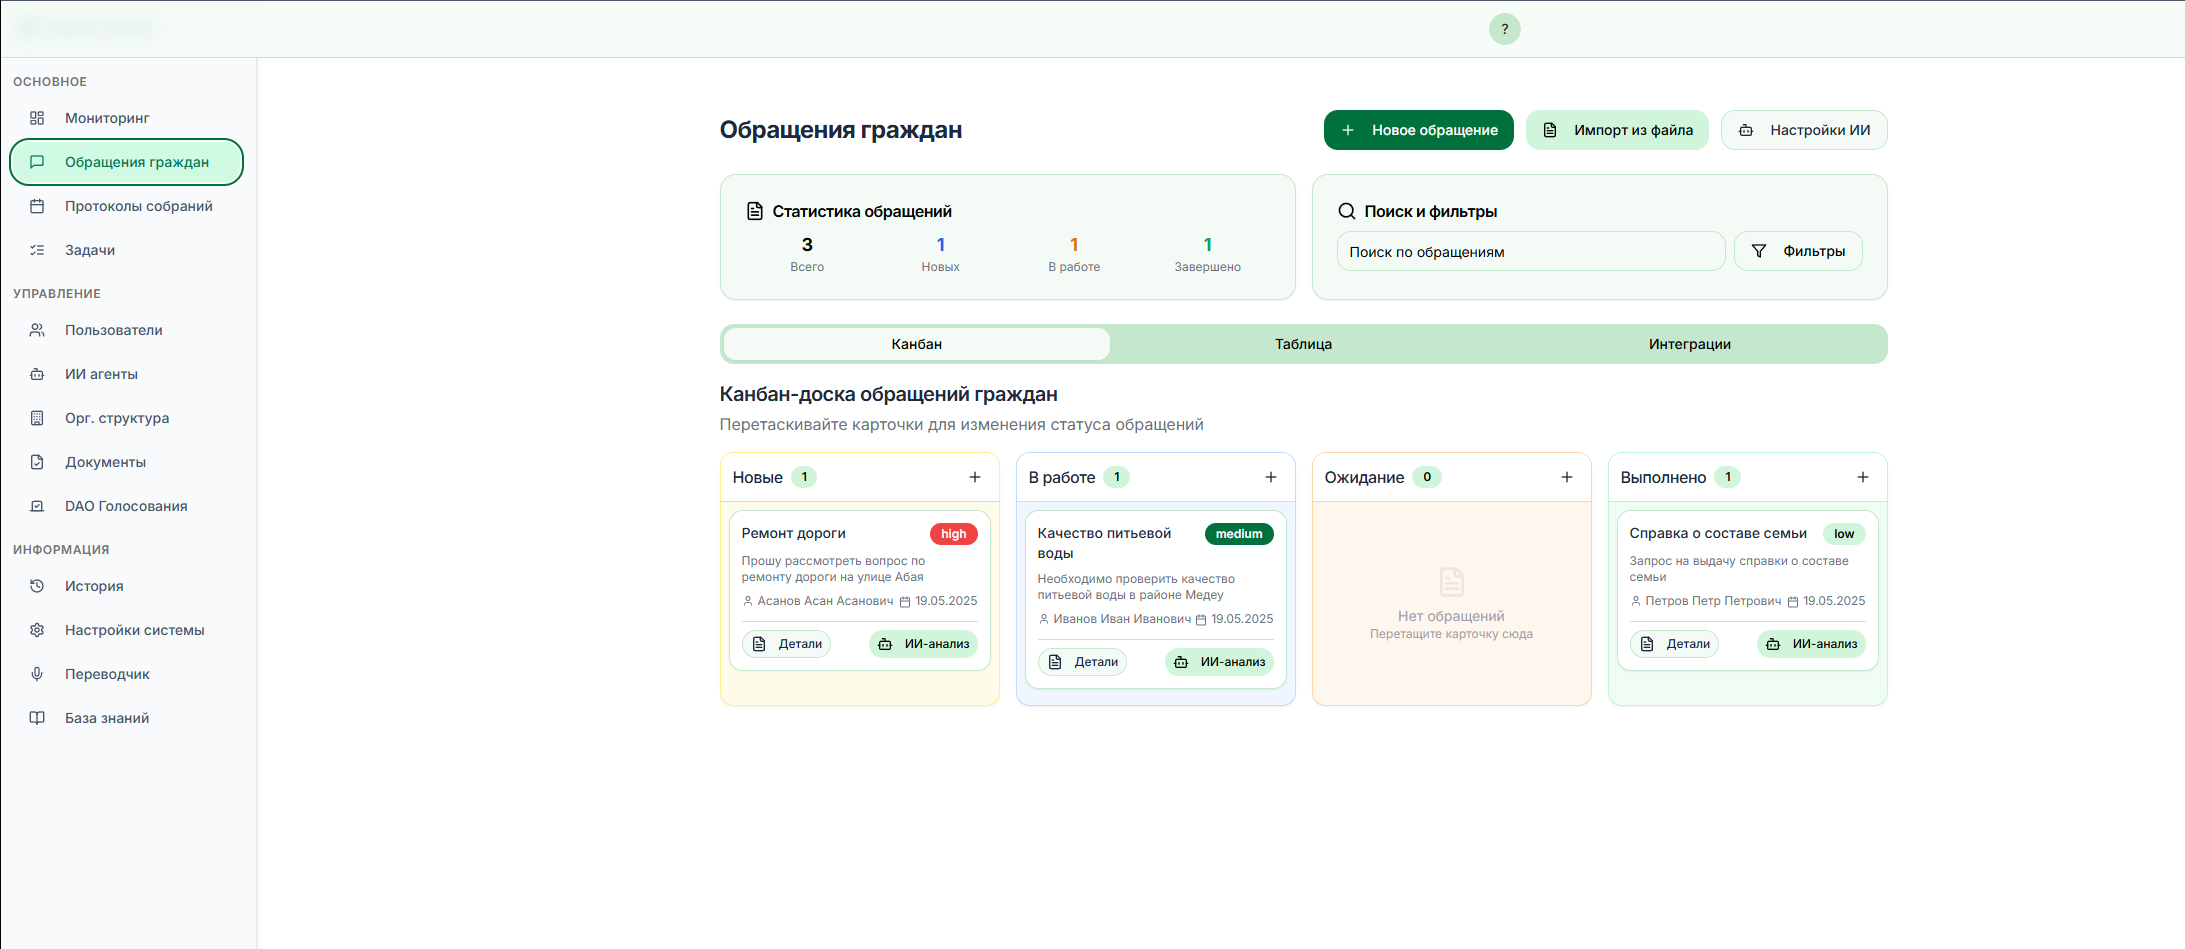 ?
ОСНОВНОЕ
Мониторинг
Обращения граждан
Протоколы собраний
Задачи
УПРАВЛЕНИЕ
Пользователи
ИИ агенты
Орг. структура
Документы
DAO Голосования
ИНФОРМАЦИЯ
История
Настройки системы
Переводчик
База знаний
Обращения граждан
Новое обращение
Импорт из файла
Настройки ИИ
Статистика обращений
3
1
1
1
Всего
Новых
В работе
Завершено
Поиск и фильтры
Поиск по обращениям
Фильтры
Канбан
Таблица
Интеграции
Канбан-доска обращений граждан
Перетаскивайте карточки для изменения статуса обращений
Новые 1
Ремонт дороги
high
Прошу рассмотреть вопрос по
ремонту дороги на улице Абая
Асанов Асан Асанович 19.05.2025
Детали
ИИ-анализ
В работе 1
Качество питьевой
воды
medium
Необходимо проверить качество
питьевой воды в районе Медеу
Иванов Иван Иванович 19.05.2025
Детали
ИИ-анализ
Ожидание 0
Нет обращений
Перетащите карточку сюда
Выполнено 1
Справка о составе семьи
low
Запрос на выдачу справки о составе
семьи
Петров Петр Петрович 19.05.2025
Детали
ИИ-анализ